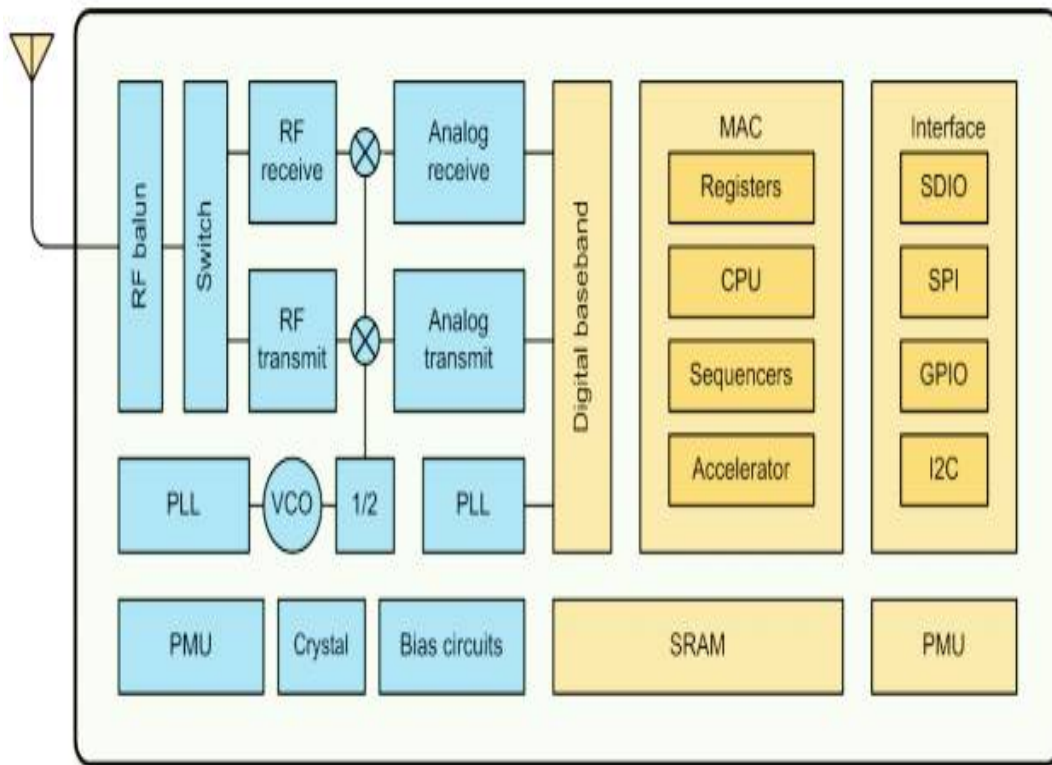 RF balun
Switch
RF
receive
Analog
receive
RF
transmit
Analog
transmit
PLL
VCO
1/2
PLL
Digital baseband
MAC
Registers
CPU
Sequencers
Accelerator
Interface
SDIO
SPI
GPIO
I2C
PMU
Crystal
Bias circuits
SRAM
PMU